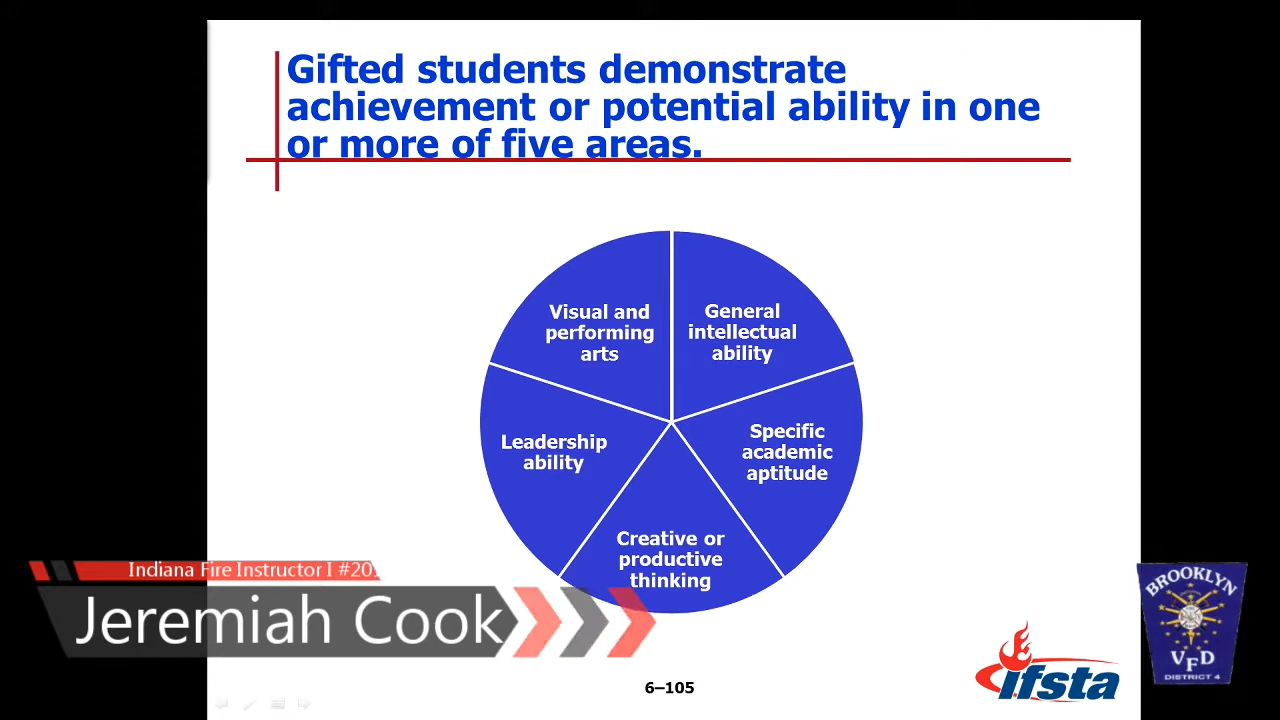 Gifted students demonstrate
achievement or potential ability in one
or more of five areas.
Visual and
performing
arts
General
intellectual
ability
Leadership
ability
Specific
academic
aptitude
Creative or
productive
thinking
Indiana Fire Instructor I #20
Jeremiah Cook
6–105
ifsta
BROOKLYN
VFD
DISTRICT 4